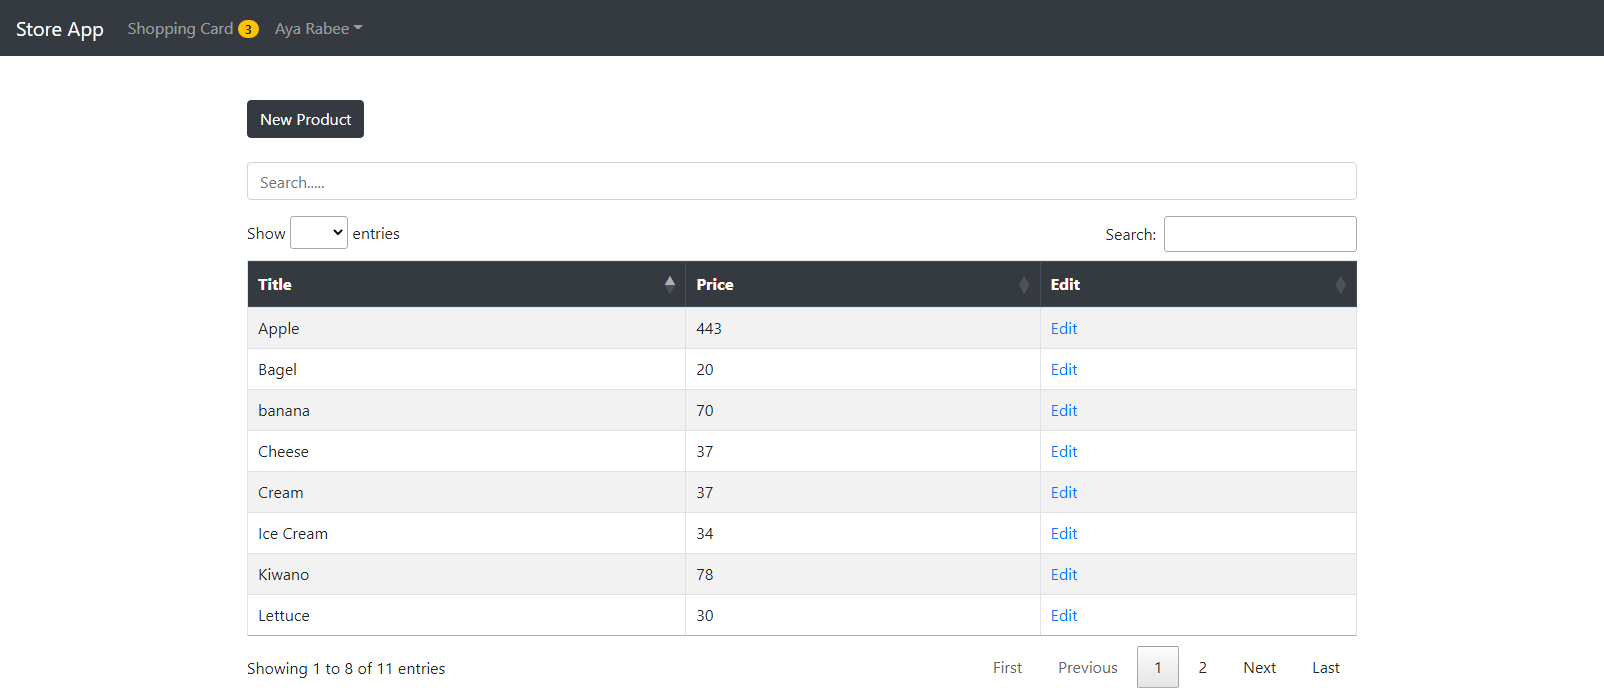 Store App Shopping Card 3 Aya Rabee
New Product
Search.....
Show entries Search:
Title Price Edit
Apple 443 Edit
Bagel 20 Edit
banana 70 Edit
Cheese 37 Edit
Cream 37 Edit
Ice Cream 34 Edit
Kiwano 78 Edit
Lettuce 30 Edit
Showing 1 to 8 of 11 entries First Previous 1 2 Next Last